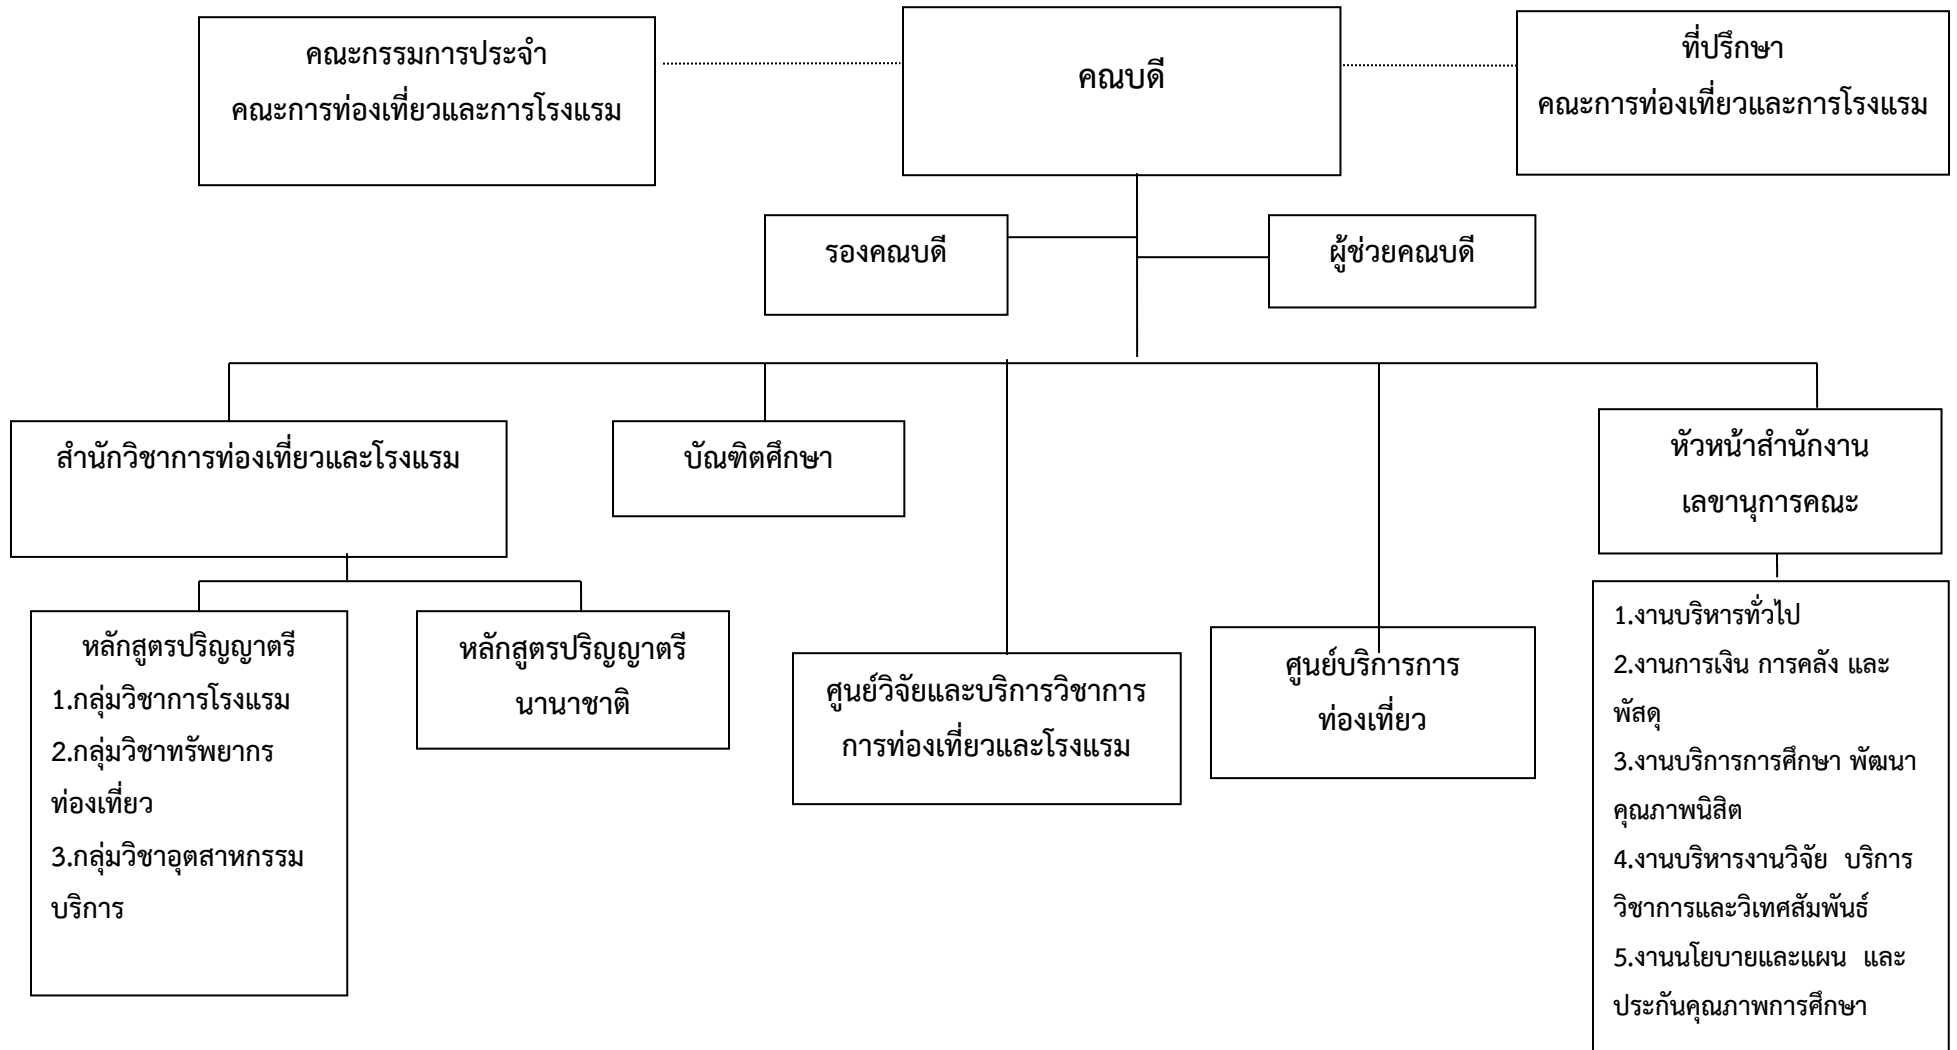 คณะกรรมการประจำ
คณะการท่องเที่ยวและการโรงแรม
คณบดี
ที่ปรึกษา
คณะการท่องเที่ยวและการโรงแรม
รองคณบดี
ผู้ช่วยคณบดี
สำนักวิชาการท่องเที่ยวและโรงแรม
บัณฑิตศึกษา
หัวหน้าสำนักงาน
เลขานุการคณะ
หลักสูตรปริญญาตรี
1.กลุ่มวิชาการโรงแรม
2.กลุ่มวิชาทรัพยากร
ท่องเที่ยว
3.กลุ่มวิชาอุตสาหกรรม
บริการ
หลักสูตรปริญญาตรี
นานาชาติ
ศูนย์วิจัยและบริการวิชาการ
การท่องเที่ยวและโรงแรม
ศูนย์บริการการ
ท่องเที่ยว
1.งานบริหารทั่วไป
2.งานการเงิน การคลัง และ
พัสดุ
3.งานบริการการศึกษา พัฒนา
คุณภาพนิสิต
4.งานบริหารงานวิจัย บริการ
วิชาการและวิเทศสัมพันธ์
5.งานนโยบายและแผน และ
ประกันคุณภาพการศึกษา